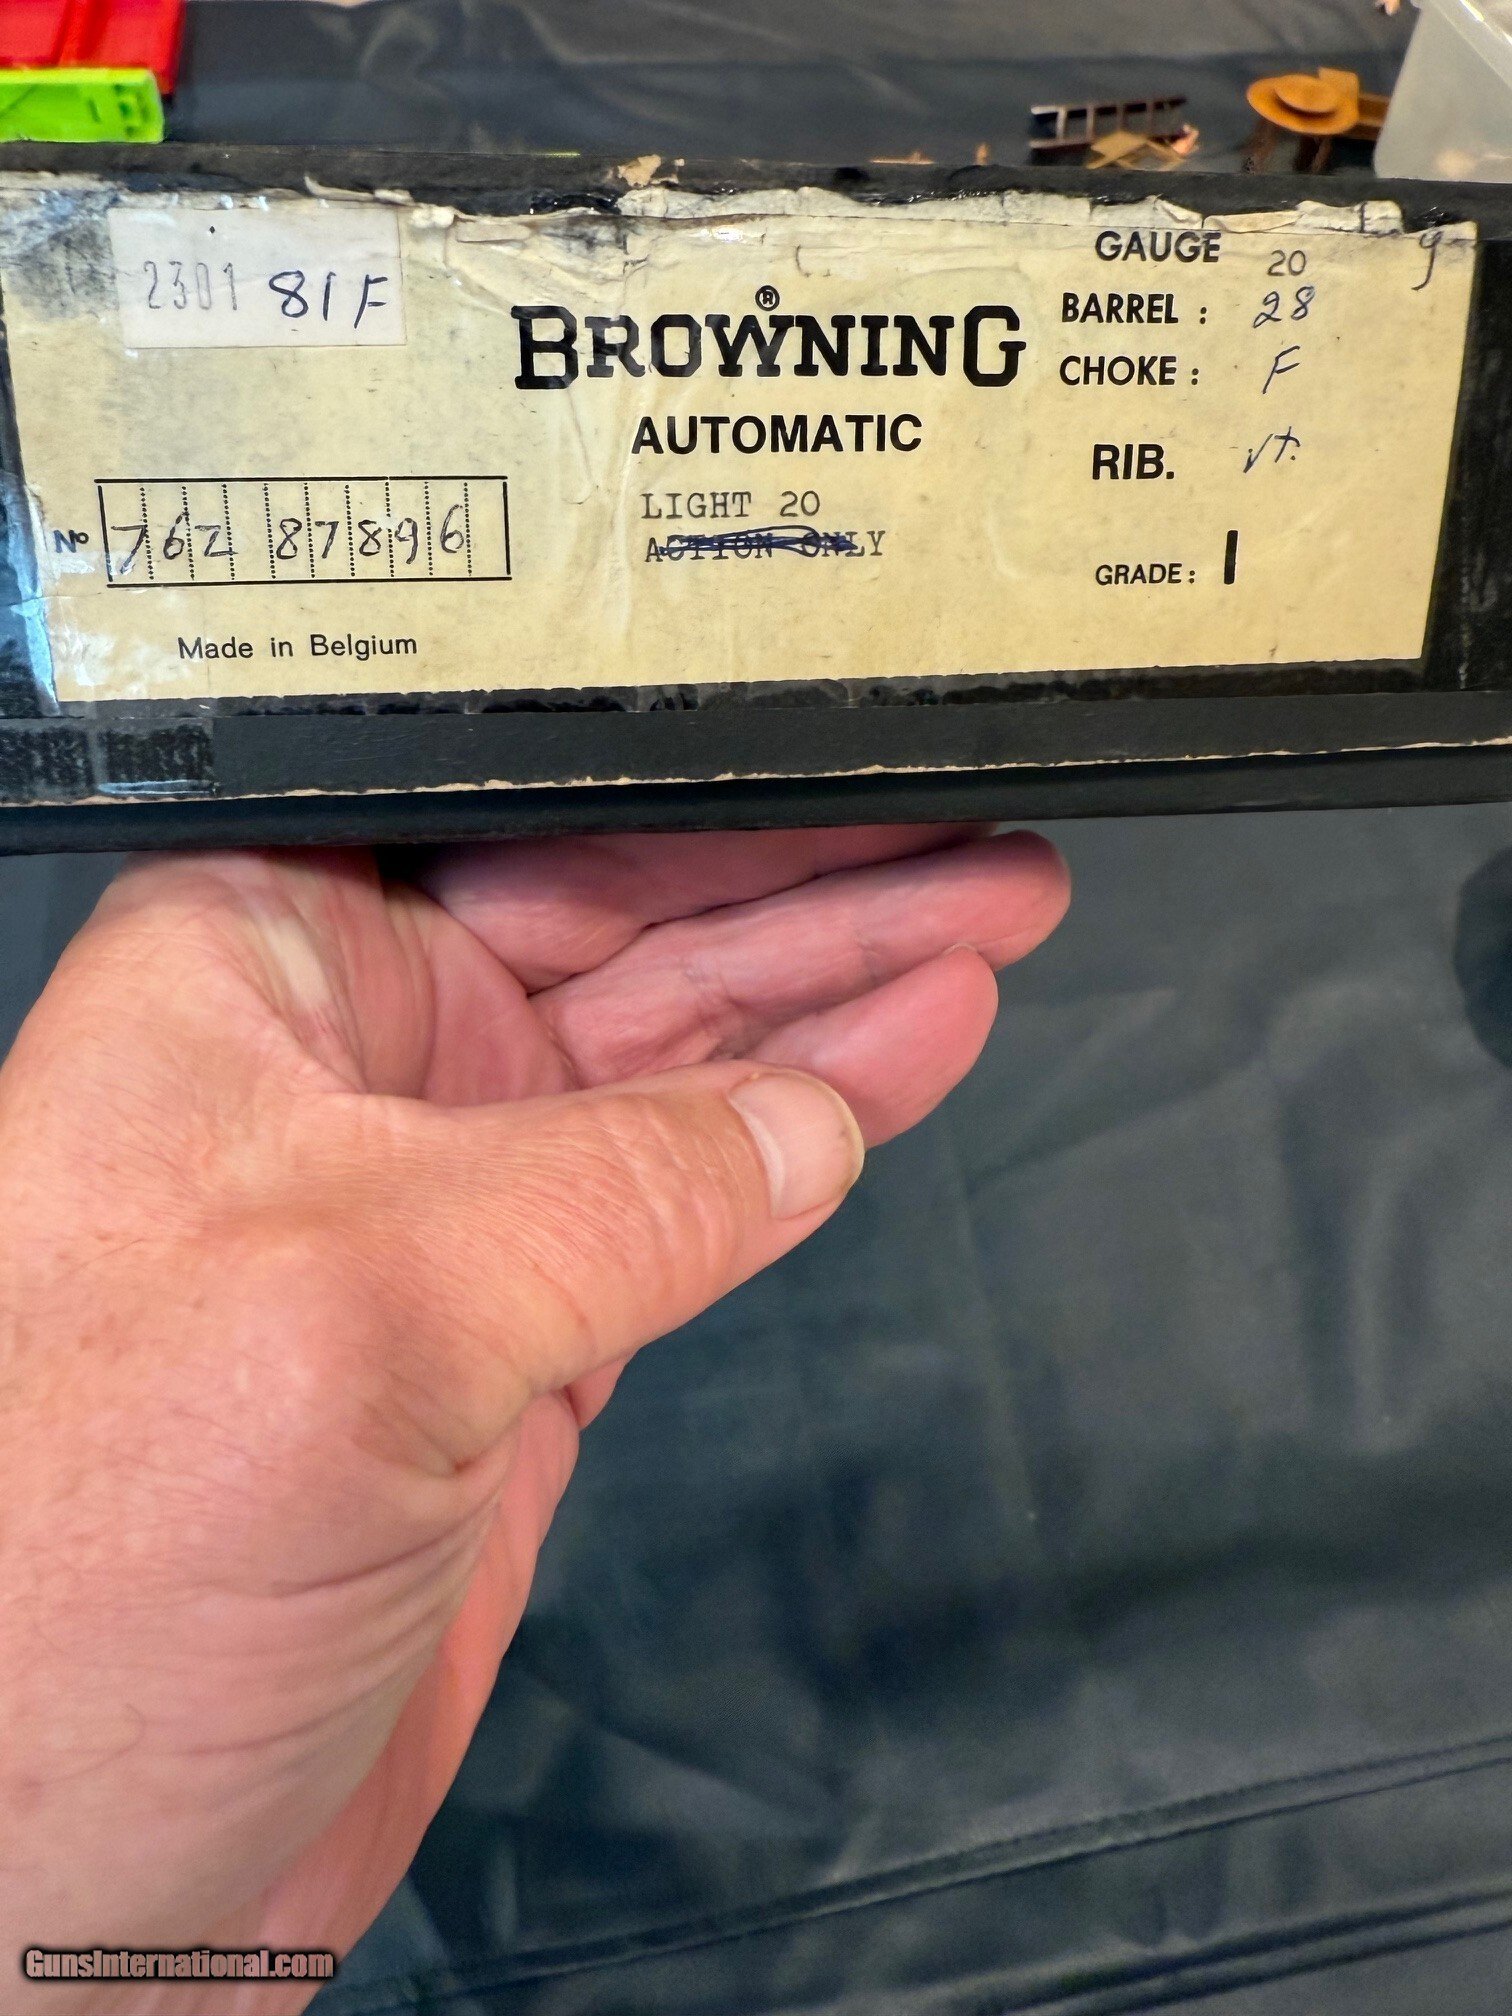 2301 81F
BROWNING®
AUTOMATIC
LIGHT 20
ACTION ONLY
GAUGE 20
BARREL : 28
CHOKE : F
RIB. Vt.
GRADE : I
Nº 76Z 87896
Made in Belgium
GunsInternational.com